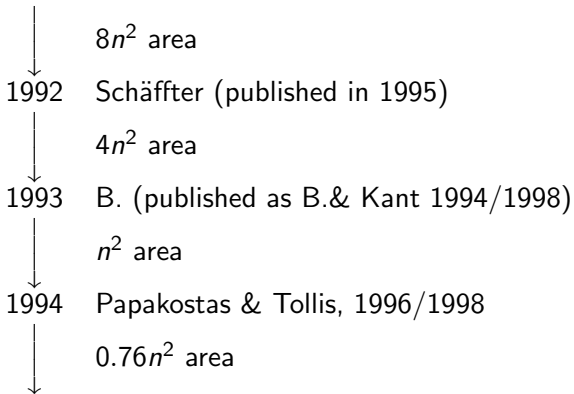 8n² area
1992 Schäffter (published in 1995)
4n² area
1993 B. (published as B.& Kant 1994/1998)
n² area
1994 Papakostas & Tollis, 1996/1998
0.76n² area